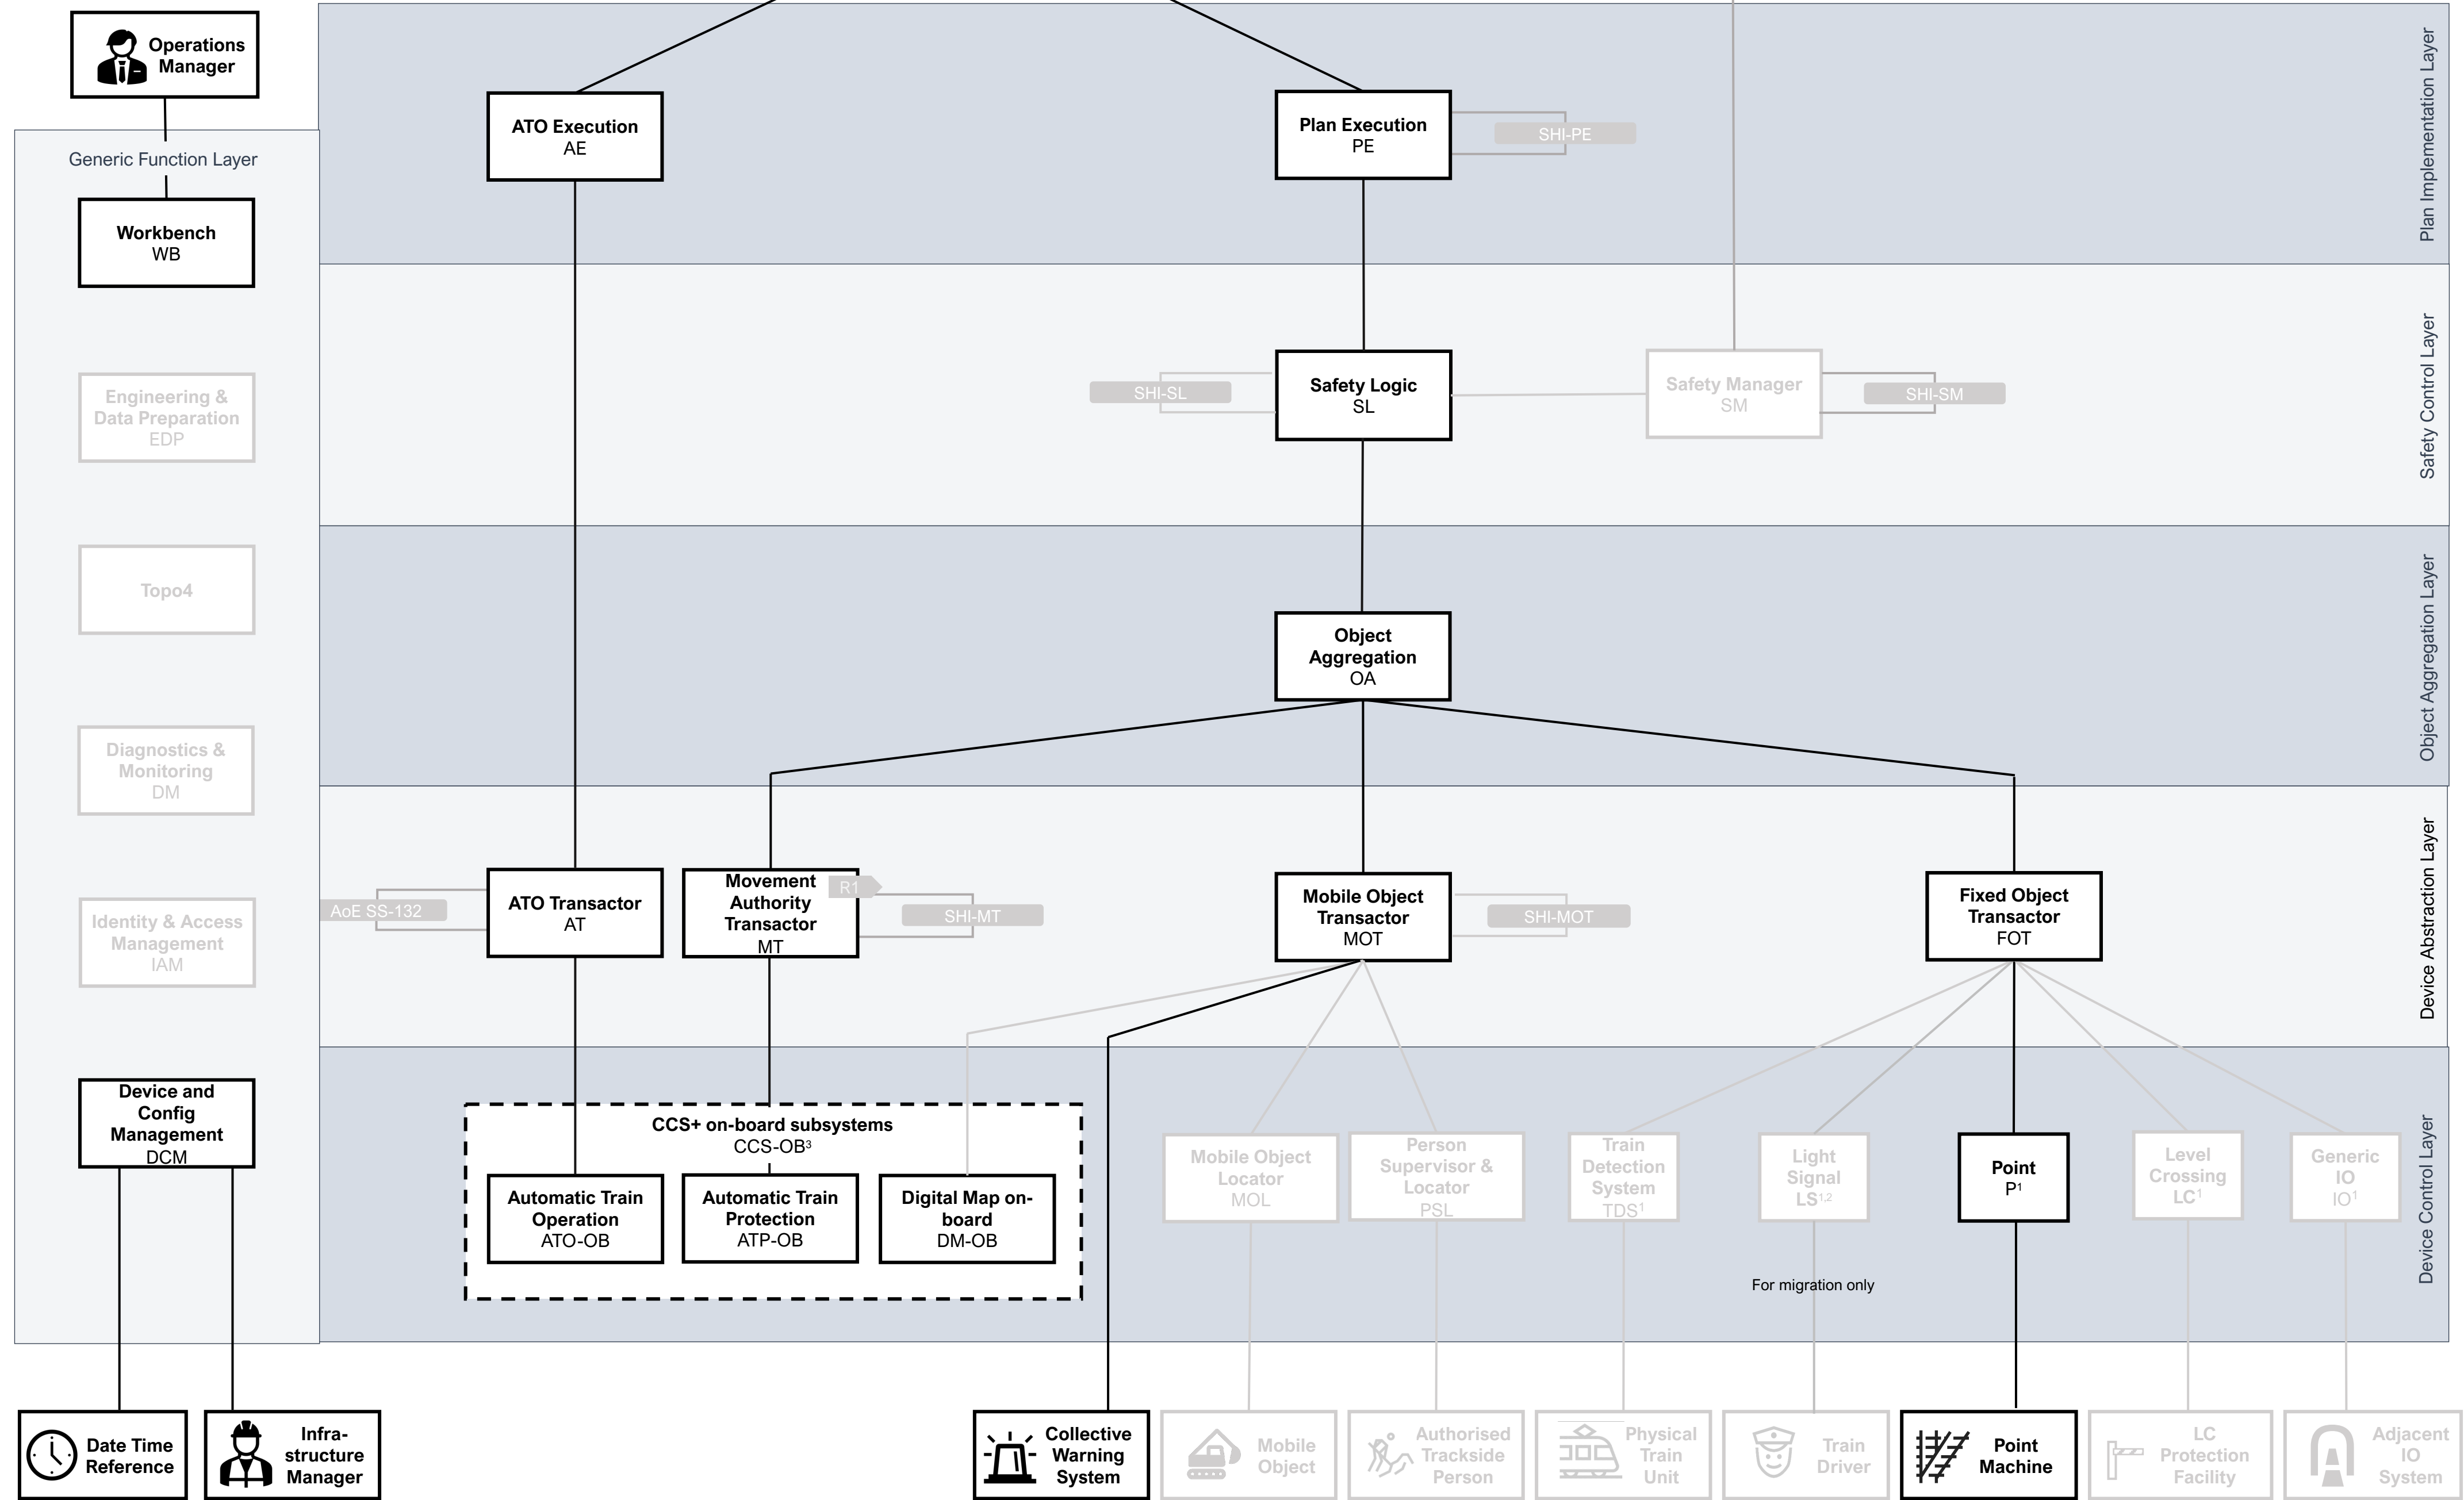 Operations
Manager
Generic Function Layer
Workbench
WB
Engineering &
Data Preparation
EDP
Topo4
Diagnostics &
Monitoring
DM
Identity & Access
Management
IAM
Device and
Config
Management
DCM
Date Time
Reference
Infra-
structure
Manager
Plan Implementation Layer
ATO Execution
AE
Plan Execution
PE
SHI-PE
Safety Control Layer
SHI-SL
Safety Logic
SL
Safety Manager
SM
SHI-SM
Object Aggregation Layer
Object
Aggregation
OA
Device Abstraction Layer
AoE SS-132
ATO Transactor
AT
Movement
Authority
Transactor
MT
R1
SHI-MT
Mobile Object
Transactor
MOT
SHI-MOT
Fixed Object
Transactor
FOT
Device Control Layer
CCS+ on-board subsystems
CCS-OB³
Automatic Train
Operation
ATO-OB
Automatic Train
Protection
ATP-OB
Digital Map on-
board
DM-OB
Mobile Object
Locator
MOL
Person
Supervisor &
Locator
PSL
Train
Detection
System
TDS¹
Light
Signal
LS¹,²
Point
P¹
Level
Crossing
LC¹
Generic
IO
IO¹
For migration only
Collective
Warning
System
Mobile
Object
Authorised
Trackside
Person
Physical
Train
Unit
Train
Driver
Point
Machine
LC
Protection
Facility
Adjacent
IO
System